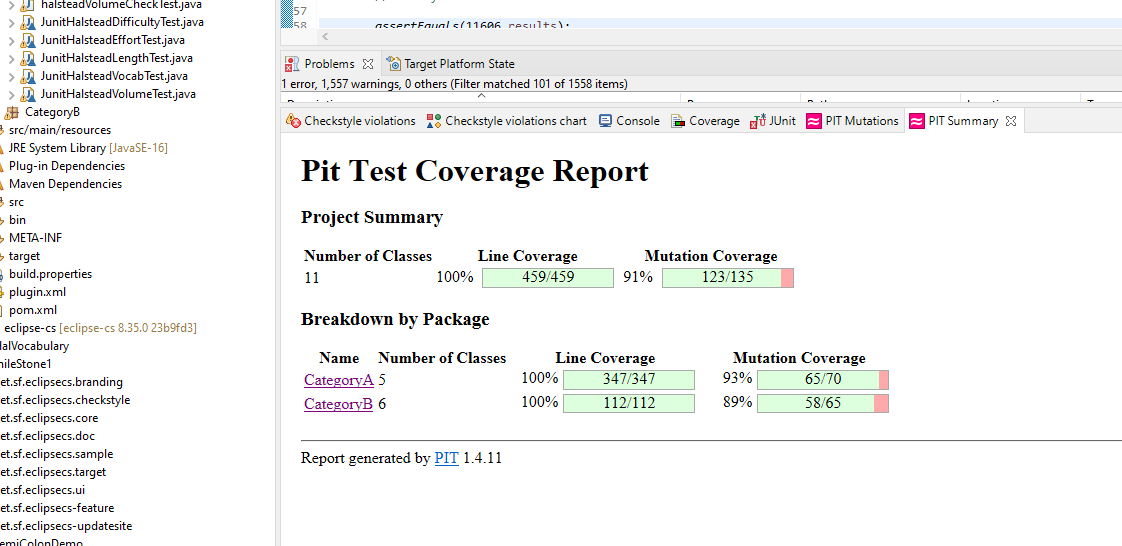 halsteadVolumeCheckTest.java
JunitHalsteadDifficultyTest.java
JunitHalsteadEffortTest.java
JunitHalsteadLengthTest.java
JunitHalsteadVocabTest.java
JunitHalsteadVolumeTest.java
CategoryB
src/main/resources
JRE System Library [JavaSE-16]
Plug-in Dependencies
Maven Dependencies
src
bin
META-INF
target
build.properties
plugin.xml
pom.xml
eclipse-cs [eclipse-cs 8.35.0 23b9fd3]
alVocabulary
ileStone1
et.sf.eclipsecs.branding
et.sf.eclipsecs.checkstyle
et.sf.eclipsecs.core
et.sf.eclipsecs.doc
et.sf.eclipsecs.sample
et.sf.eclipsecs.target
et.sf.eclipsecs.ui
et.sf.eclipsecs-feature
et.sf.eclipsecs-updatesite
emiColonDemo
57
58 assertEquals(11606, results);
Problems Target Platform State
1 error, 1,557 warnings, 0 others (Filter matched 101 of 1558 items)
Checkstyle violations Checkstyle violations chart Console Coverage JUnit PIT Mutations PIT Summary
Pit Test Coverage Report
Project Summary
Number of Classes Line Coverage Mutation Coverage
11 100% 459/459 91% 123/135
Breakdown by Package
Name Number of Classes Line Coverage Mutation Coverage
CategoryA 5 100% 347/347 93% 65/70
CategoryB 6 100% 112/112 89% 58/65
Report generated by PIT 1.4.11